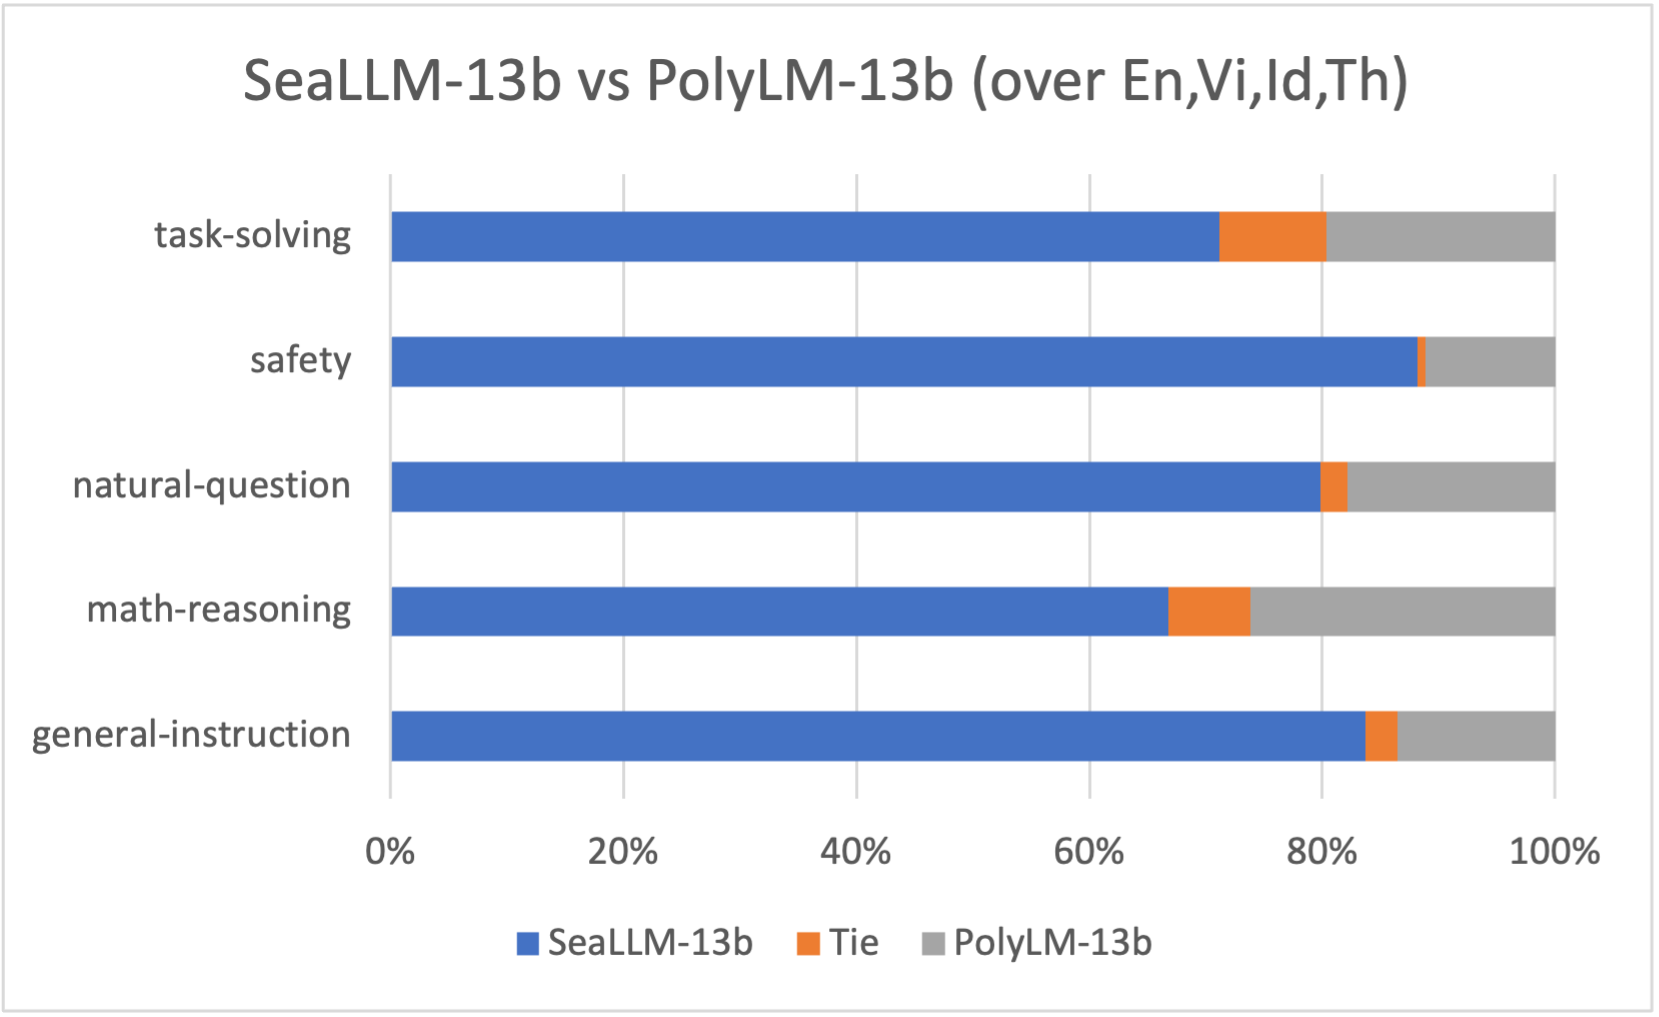 SeaLLM-13b vs PolyLM-13b (over En,Vi,Id,Th)
task-solving
safety
natural-question
math-reasoning
general-instruction
0% 20% 40% 60% 80% 100%
SeaLLM-13b Tie PolyLM-13b